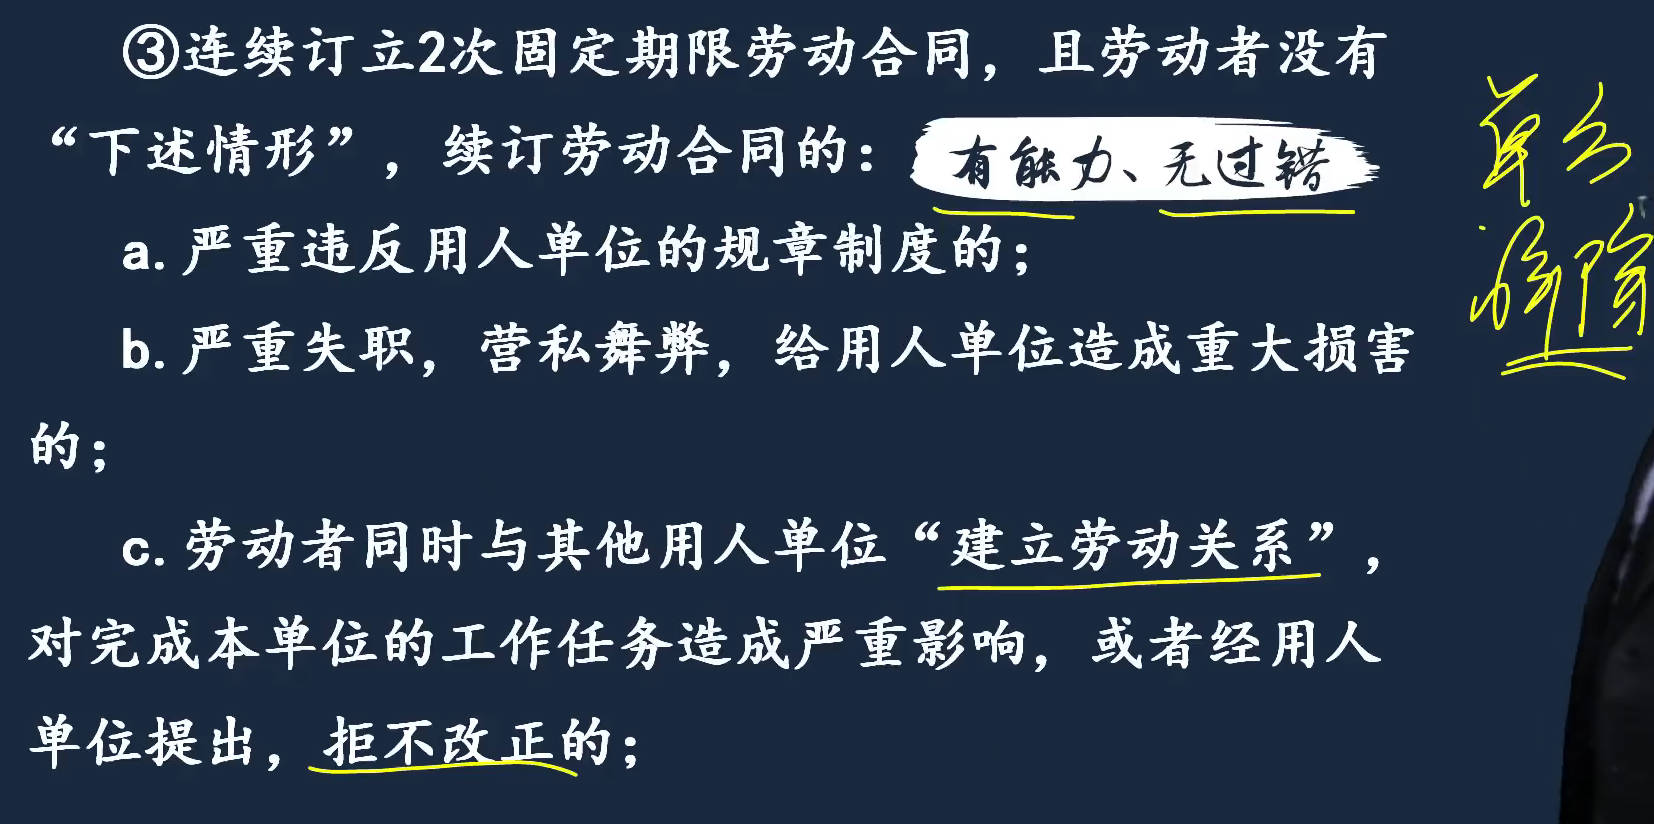 ③连续订立2次固定期限劳动合同，且劳动者没有
“下述情形”，续订劳动合同的：有能力、无过错
a. 严重违反用人单位的规章制度的；
b. 严重失职，营私舞弊，给用人单位造成重大损害
的；
c. 劳动者同时与其他用人单位“建立劳动关系”，
对完成本单位的工作任务造成严重影响，或者经用人
单位提出，拒不改正的；